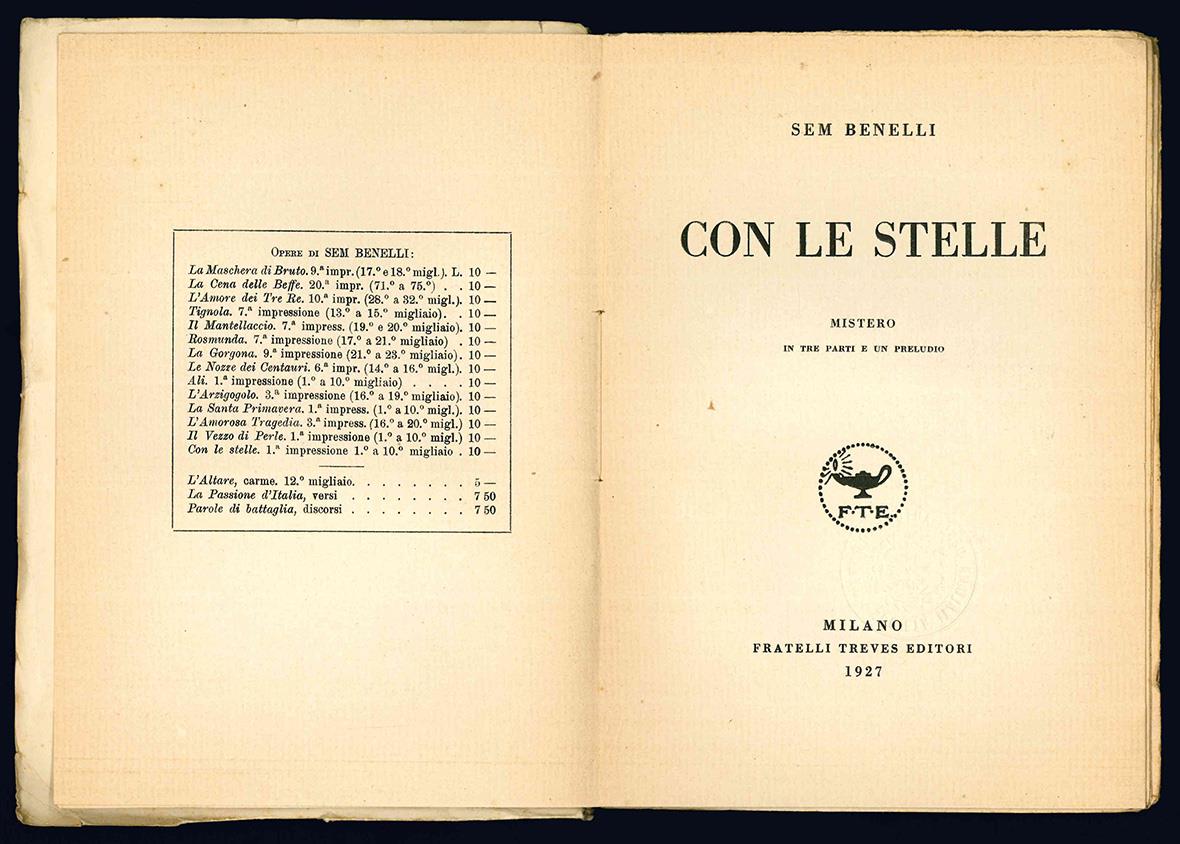 Opere di SEM BENELLI:
La Maschera di Bruto. 9.ª impr. (17.º e 18.º migl.). L. 10 —
La Cena delle Beffe. 20.ª impr. (71.º a 75.º) . . 10 —
L'Amore dei Tre Re. 10.ª impr. (28.º a 32.º migl.). 10 —
Tignola. 7.ª impressione (13.º a 15.º migliaio). . 10 —
Il Mantellaccio. 7.ª impress. (19.º e 20.º migliaio). 10 —
Rosmunda. 7.ª impressione (17.º a 21.º migliaio) . 10 —
La Gorgona. 9.ª impressione (21.º a 23.º migliaio). 10 —
Le Nozze dei Centauri. 6.ª impr. (14.º a 16.º migl.). 10 —
Ali. 1.ª impressione (1.º a 10.º migliaio) . . . . 10 —
L'Arzigogolo. 3.ª impressione (16.º a 19.º migliaio). 10 —
La Santa Primavera. 1.ª impress. (1.º a 10.º migl.). 10 —
L'Amorosa Tragedia. 3.ª impress. (16.º a 20.º migl.) 10 —
Il Vezzo di Perle. 1.ª impressione (1.º a 10.º migl.) 10 —
Con le stelle. 1.ª impressione 1.º a 10.º migliaio . 10 —
L'Altare, carme. 12.º migliaio. . . . . . . . 5 —
La Passione d'Italia, versi . . . . . . . . 7 50
Parole di battaglia, discorsi . . . . . . . . 7 50
SEM BENELLI
CON LE STELLE
MISTERO
IN TRE PARTI E UN PRELUDIO
F.T.E.
MILANO
FRATELLI TREVES EDITORI
1927